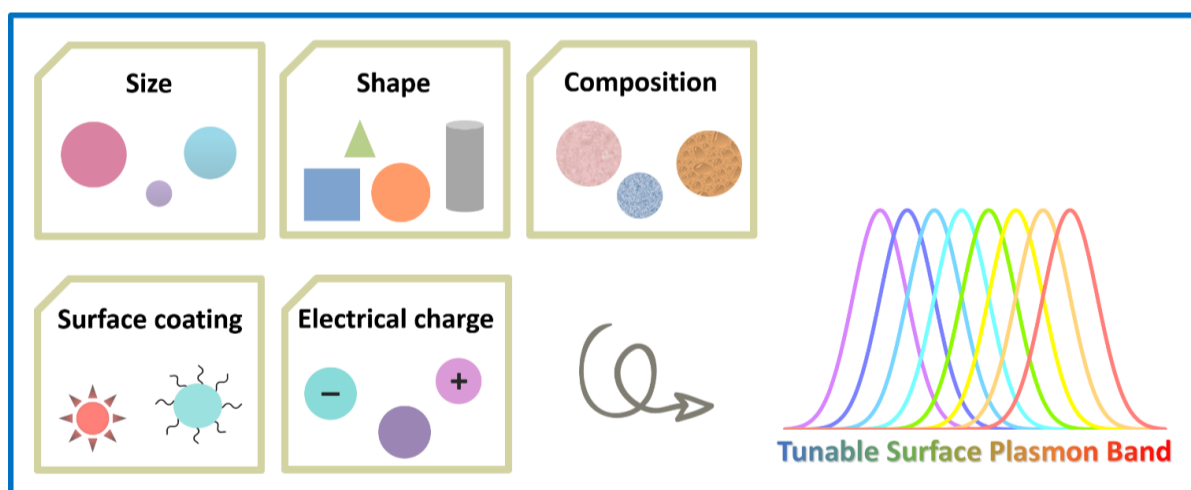 Size
Shape
Composition
Surface coating
Electrical charge
−
+
Tunable Surface Plasmon Band